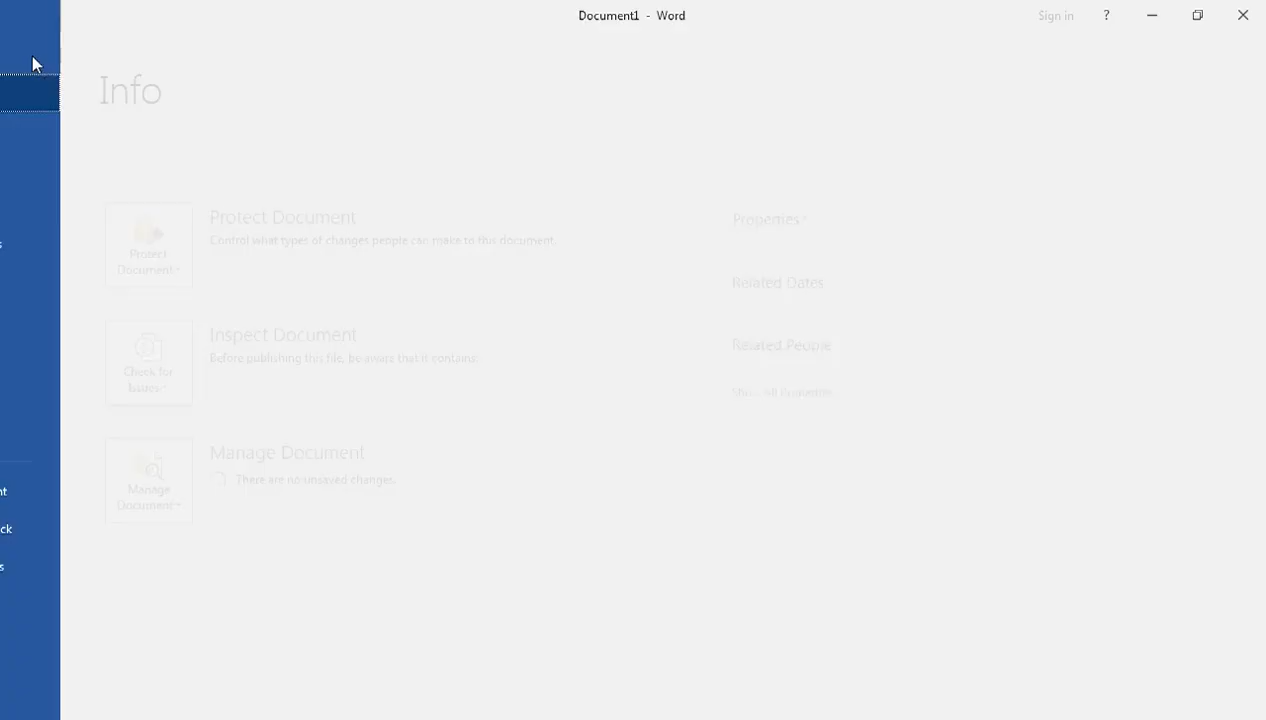 Document1 - Word
Sign in
?
Info
Protect Document
Control what types of changes people can make to this document.
Protect
Document
Properties
Related Dates
Inspect Document
Before publishing this file, be aware that it contains:
Check for
Issues
Related People
Manage Document
There are no unsaved changes.
Manage
Document
s
nt
ck
s